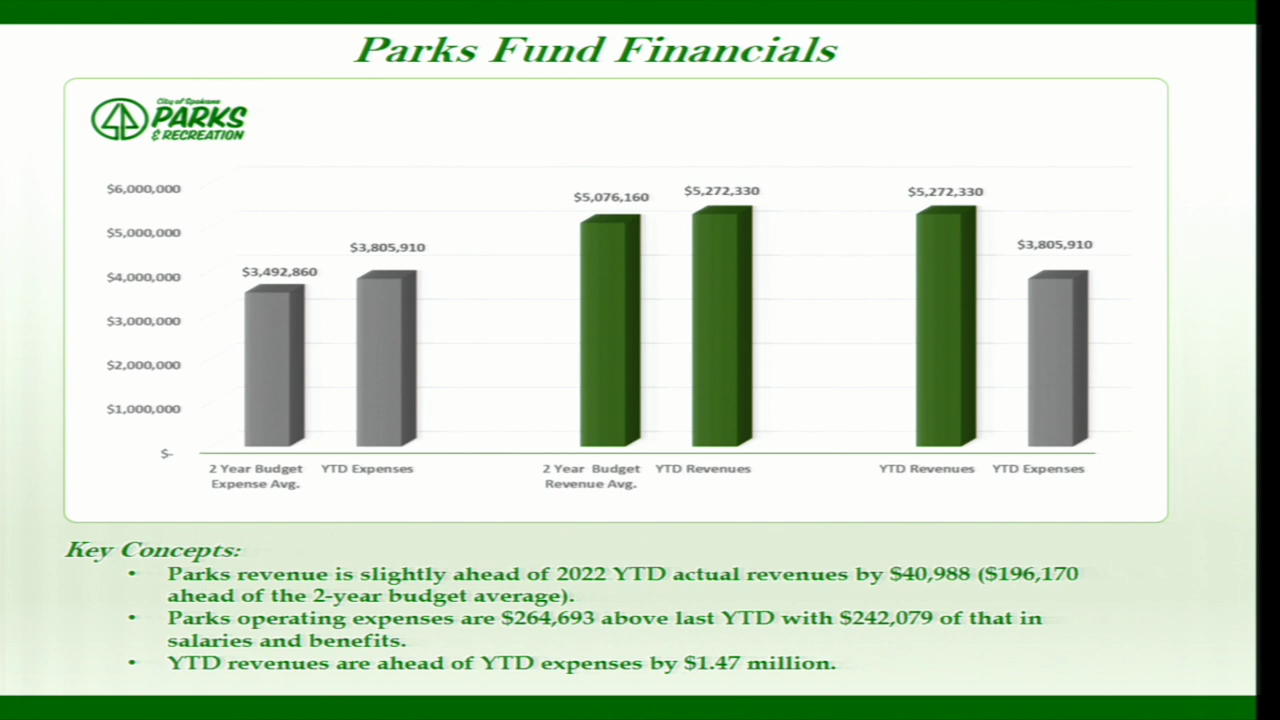 Parks Fund Financials
City of Spokane
PARKS
& RECREATION
$6,000,000
$5,000,000
$4,000,000
$3,000,000
$2,000,000
$1,000,000
$-
$3,492,860
$3,805,910
$5,076,160
$5,272,330
$5,272,330
$3,805,910
2 Year Budget
Expense Avg.
YTD Expenses
2 Year Budget
Revenue Avg.
YTD Revenues
YTD Revenues
YTD Expenses
Key Concepts:
• Parks revenue is slightly ahead of 2022 YTD actual revenues by $40,988 ($196,170
ahead of the 2-year budget average).
• Parks operating expenses are $264,693 above last YTD with $242,079 of that in
salaries and benefits.
• YTD revenues are ahead of YTD expenses by $1.47 million.